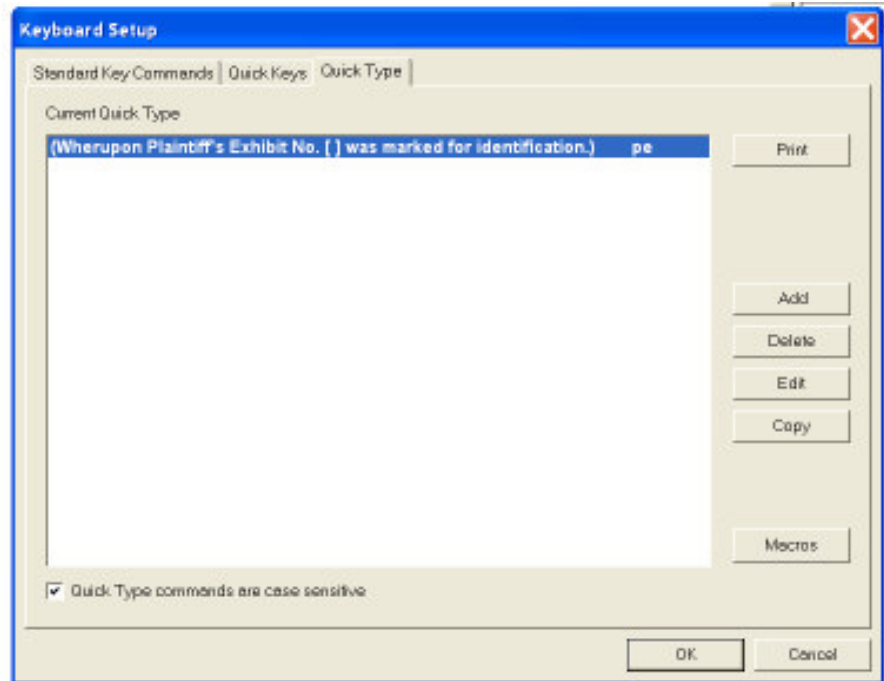 Keyboard Setup
Standard Key Commands Quick Keys Quick Type
Current Quick Type
(Wherupon Plaintiff's Exhibit No. [ ] was marked for identification.) pe
Print
Add
Delete
Edit
Copy
Macros
Quick Type commands are case sensitive
OK Cancel